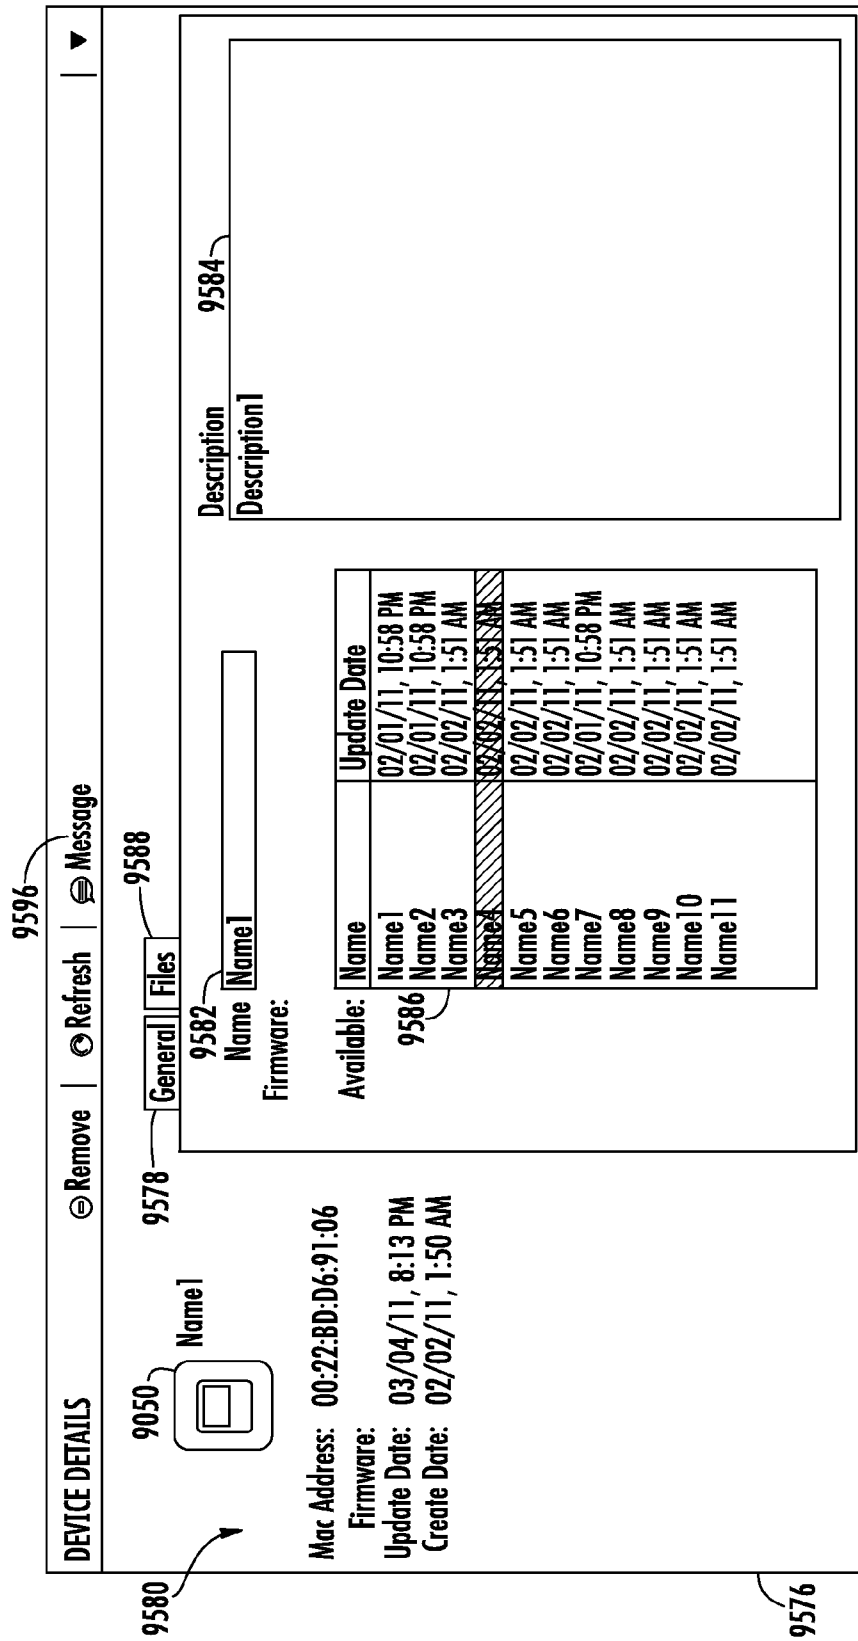 9596
DEVICE DETAILS
Remove | Refresh | Message
9050
Name1
9580
Mac Address: 00:22:BD:D6:91:06
Firmware:
Update Date: 03/04/11, 8:13 PM
Create Date: 02/02/11, 1:50 AM
9578
General
Files
9588
9582
Name
Name1
Firmware:
Available:
9586
Name Update Date
Name1 02/01/11, 10:58 PM
Name2 02/01/11, 10:58 PM
Name3 02/02/11, 1:51 AM
Name4 02/02/11, 1:51 AM
Name5 02/02/11, 1:51 AM
Name6 02/02/11, 1:51 AM
Name7 02/01/11, 10:58 PM
Name8 02/02/11, 1:51 AM
Name9 02/02/11, 1:51 AM
Name10 02/02/11, 1:51 AM
Name11 02/02/11, 1:51 AM
Description
Description1
9584
9576